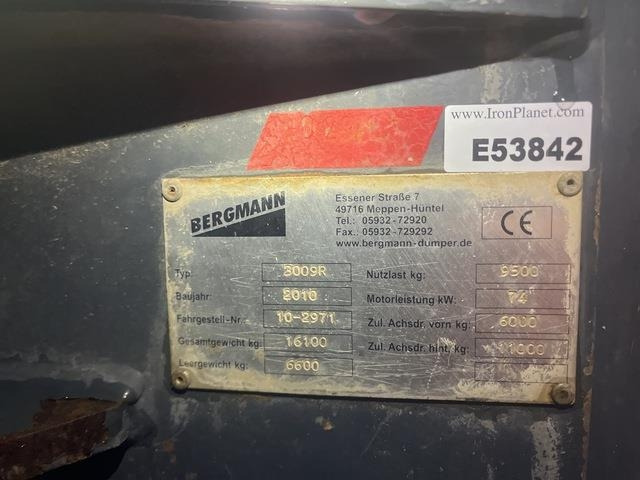 www.IronPlanet.com
E53842
BERGMANN
Essener Straße 7
49716 Meppen-Hüntel
Tel.: 05932-72920
Fax.: 05932-729292
www.bergmann-dumper.de
CE
Typ: 3009R
Baujahr: 2010
Fahrgestell-Nr.: 10-2971
Gesamtgewicht kg: 16100
Leergewicht kg: 6600
Nutzlast kg: 9500
Motorleistung kW: 74
Zul. Achsdr. vorn kg: 6000
Zul. Achsdr. hint. kg: 11000